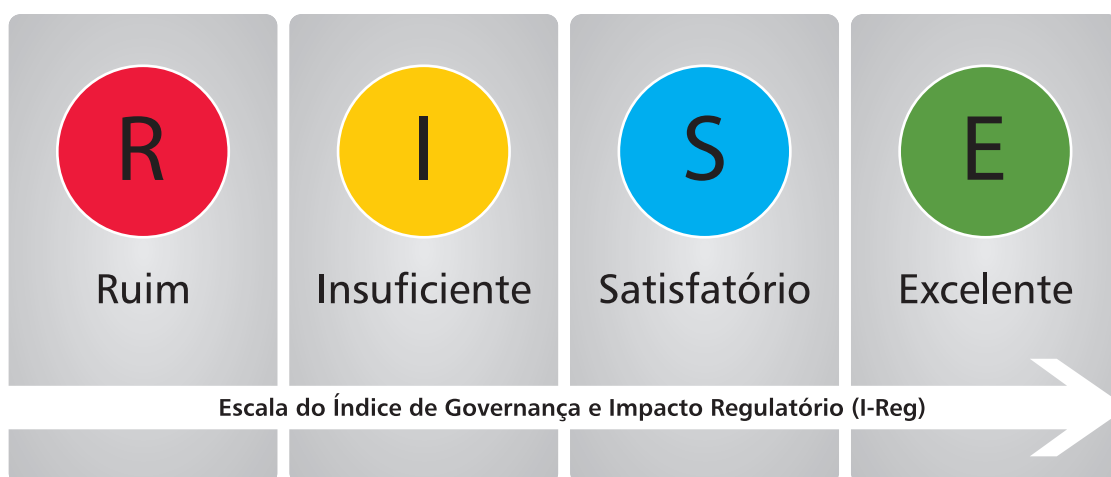 R
I
S
E
Ruim
Insuficiente
Satisfatório
Excelente
Escala do Índice de Governança e Impacto Regulatório (I-Reg)